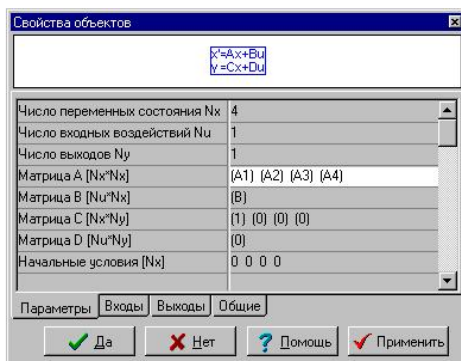 Свойства объектов
x'=Ax+Bu
y=Cx+Du
Число переменных состояния Nx 4
Число входных воздействий Nu 1
Число выходов Ny 1
Матрица A [Nx*Nx] (A1) (A2) (A3) (A4)
Матрица B [Nu*Nx] (B)
Матрица C [Nx*Ny] (1) (0) (0) (0)
Матрица D [Nu*Ny] (0)
Начальные условия [Nx] 0 0 0 0
Параметры Входы Выходы Общие
Да Нет Помощь Применить